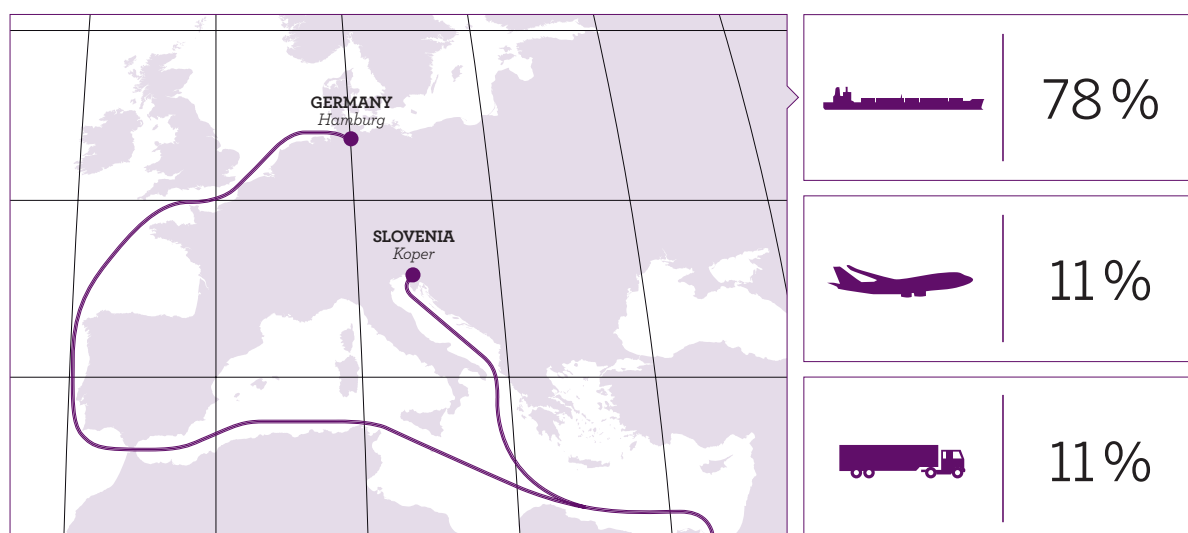 GERMANY
Hamburg
SLOVENIA
Koper
78 %
11 %
11 %